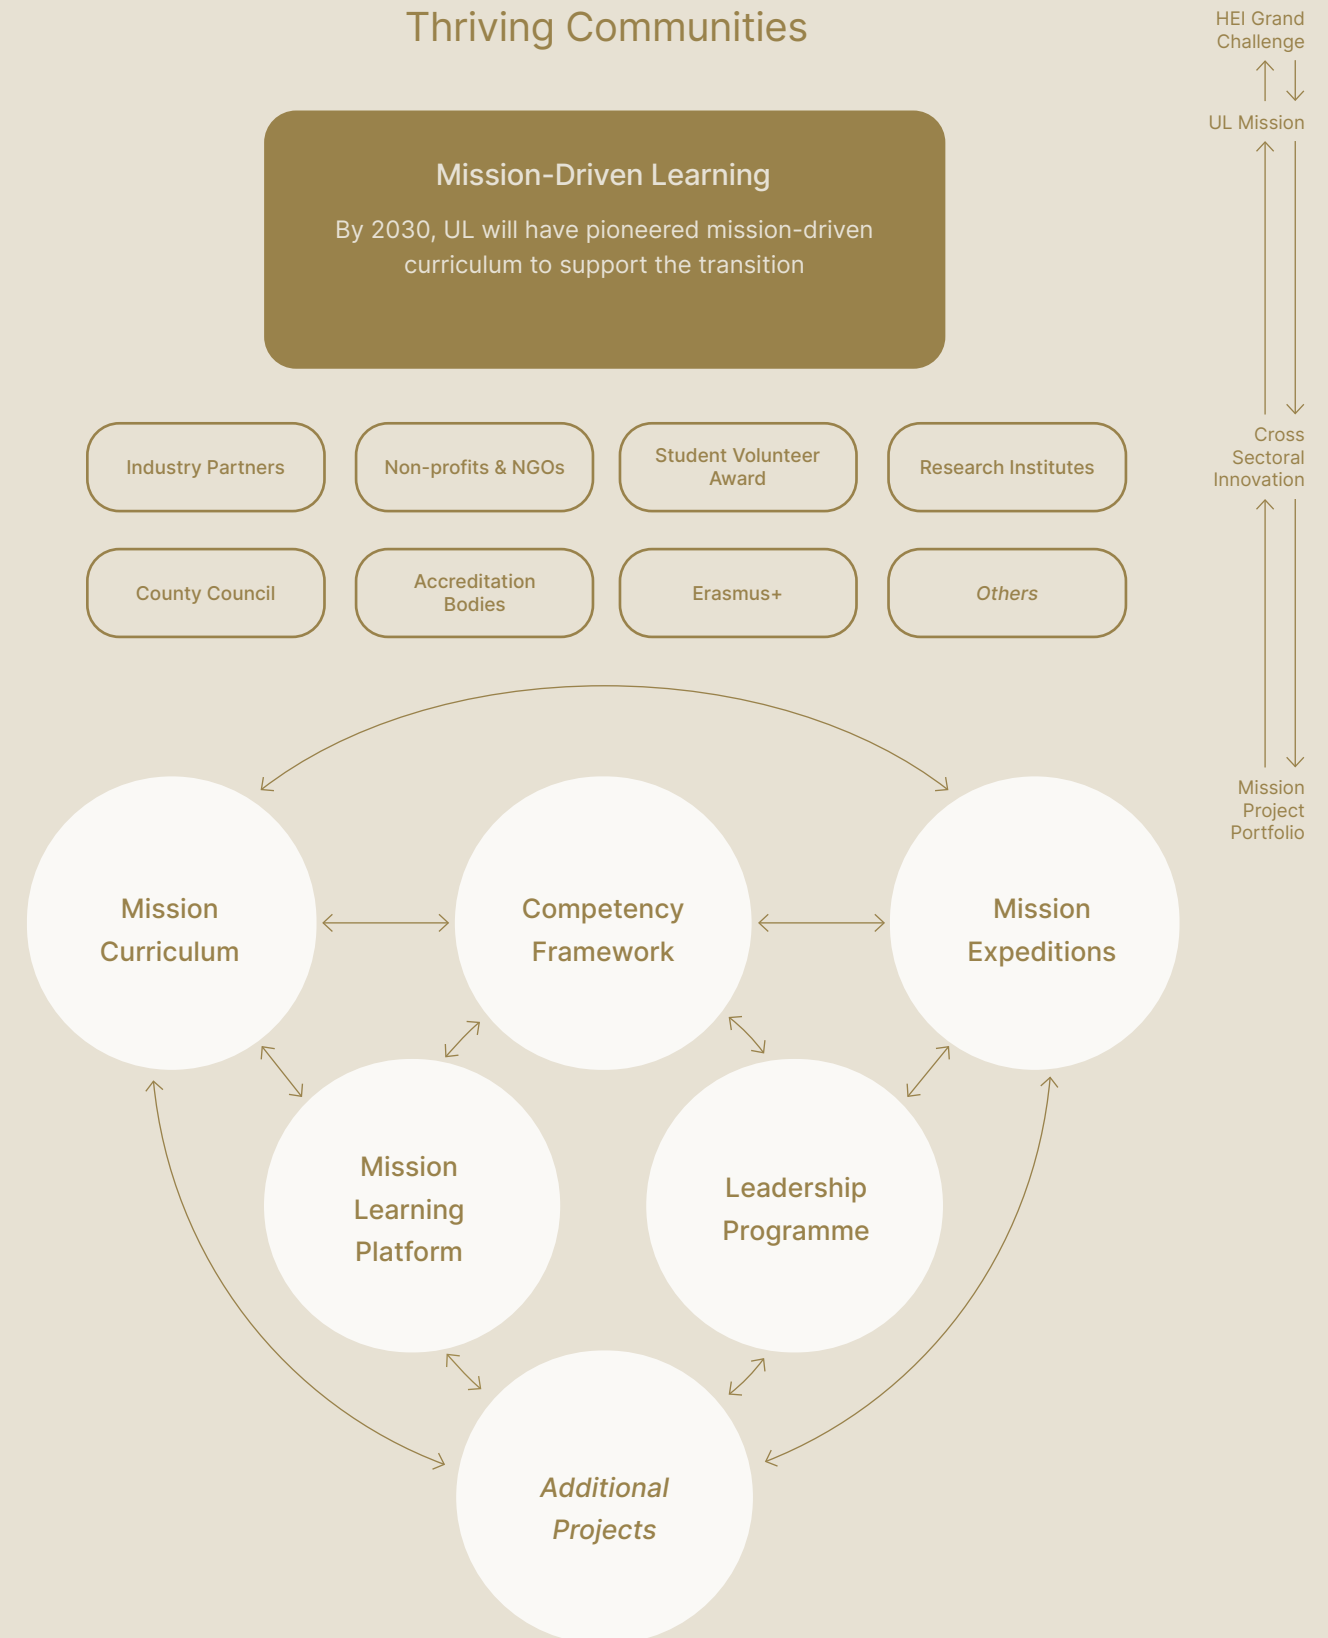 Thriving Communities
HEI Grand
Challenge
UL Mission
Mission-Driven Learning
By 2030, UL will have pioneered mission-driven
curriculum to support the transition
Industry Partners
Non-profits & NGOs
Student Volunteer
Award
Research Institutes
Cross
Sectoral
Innovation
County Council
Accreditation
Bodies
Erasmus+
Others
Mission
Project
Portfolio
Mission
Curriculum
Competency
Framework
Mission
Expeditions
Mission
Learning
Platform
Leadership
Programme
Additional
Projects